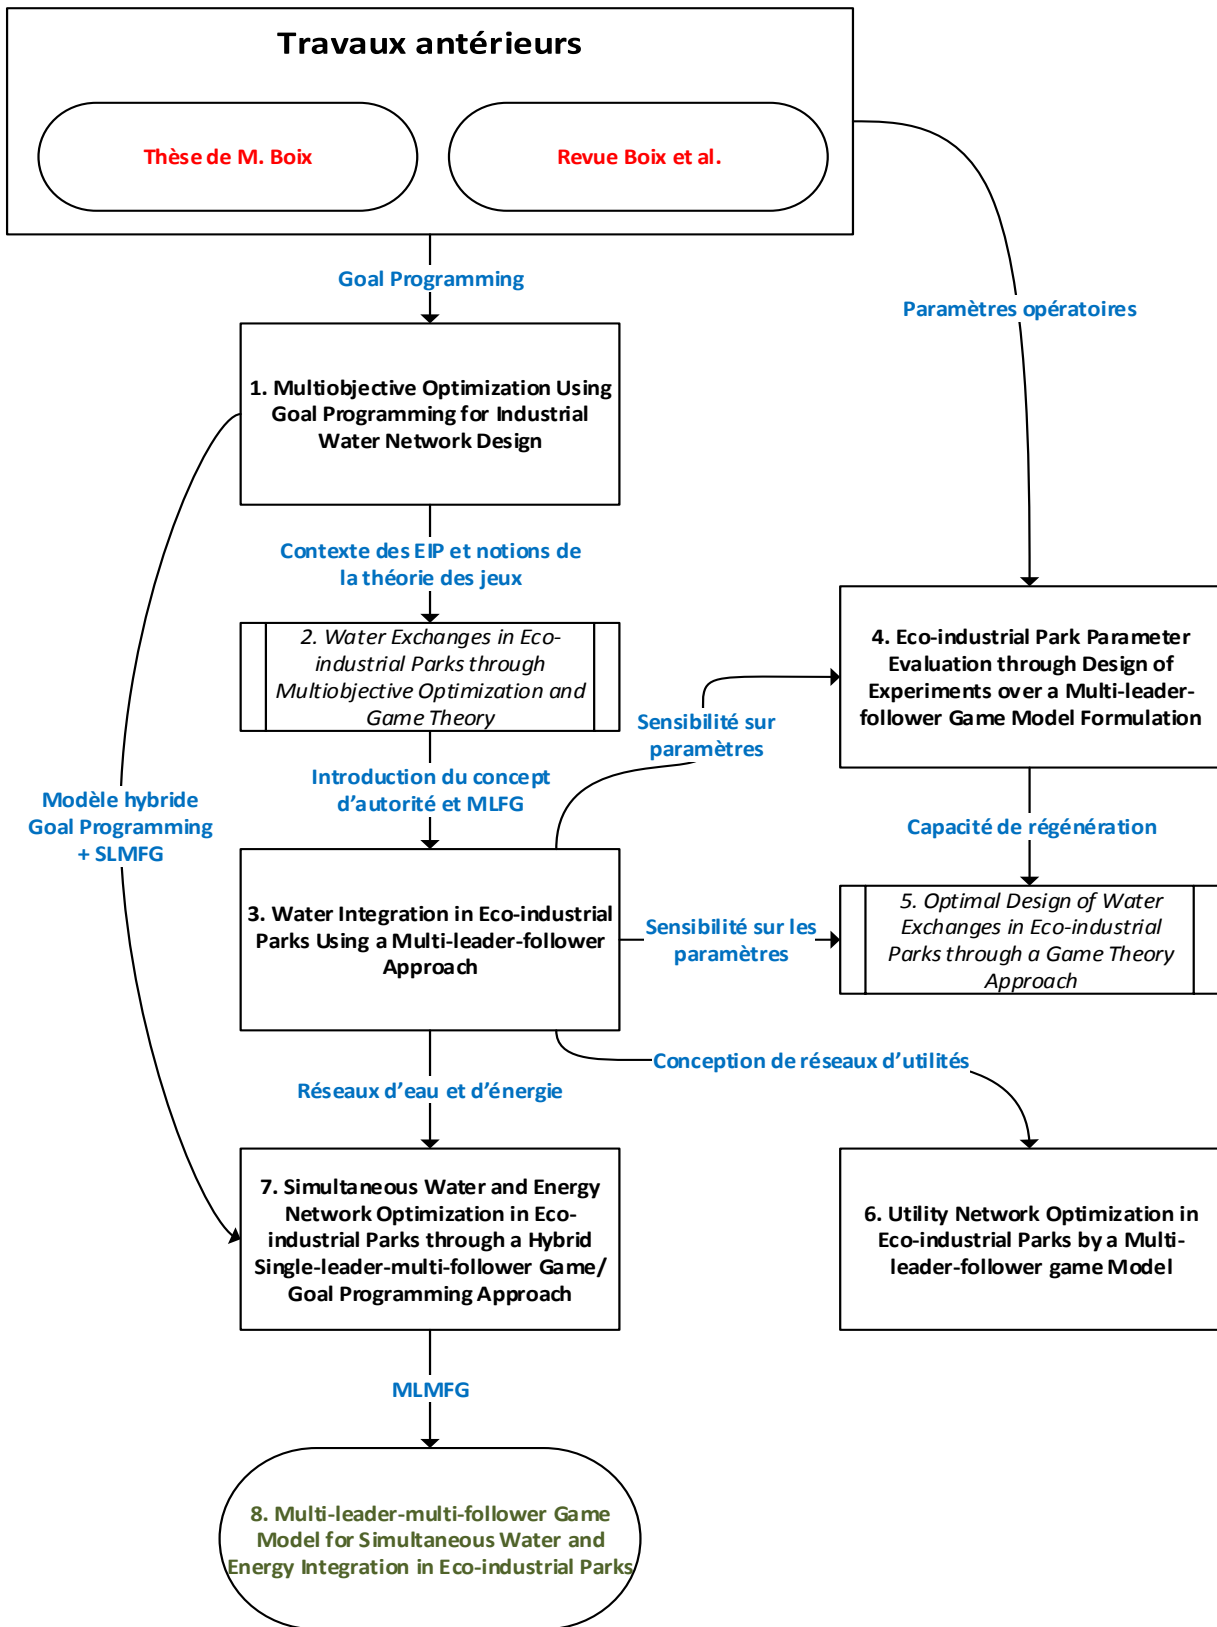 Travaux antérieurs
Thèse de M. Boix
Revue Boix et al.
Goal Programming
Paramètres opératoires
1. Multiobjective Optimization Using
Goal Programming for Industrial
Water Network Design
Contexte des EIP et notions de
la théorie des jeux
2. Water Exchanges in Eco-
industrial Parks through
Multiobjective Optimization and
Game Theory
4. Eco-industrial Park Parameter
Evaluation through Design of
Experiments over a Multi-leader-
follower Game Model Formulation
Sensibilité sur
paramètres
Introduction du concept
d’autorité et MLFG
Modèle hybride
Goal Programming
+ SLMFG
Capacité de régénération
3. Water Integration in Eco-industrial
Parks Using a Multi-leader-follower
Approach
Sensibilité sur les
paramètres
5. Optimal Design of Water
Exchanges in Eco-industrial
Parks through a Game Theory
Approach
Conception de réseaux d’utilités
Réseaux d’eau et d’énergie
7. Simultaneous Water and Energy
Network Optimization in Eco-
industrial Parks through a Hybrid
Single-leader-multi-follower Game/
Goal Programming Approach
6. Utility Network Optimization in
Eco-industrial Parks by a Multi-
leader-follower game Model
MLMFG
8. Multi-leader-multi-follower Game
Model for Simultaneous Water and
Energy Integration in Eco-industrial Parks